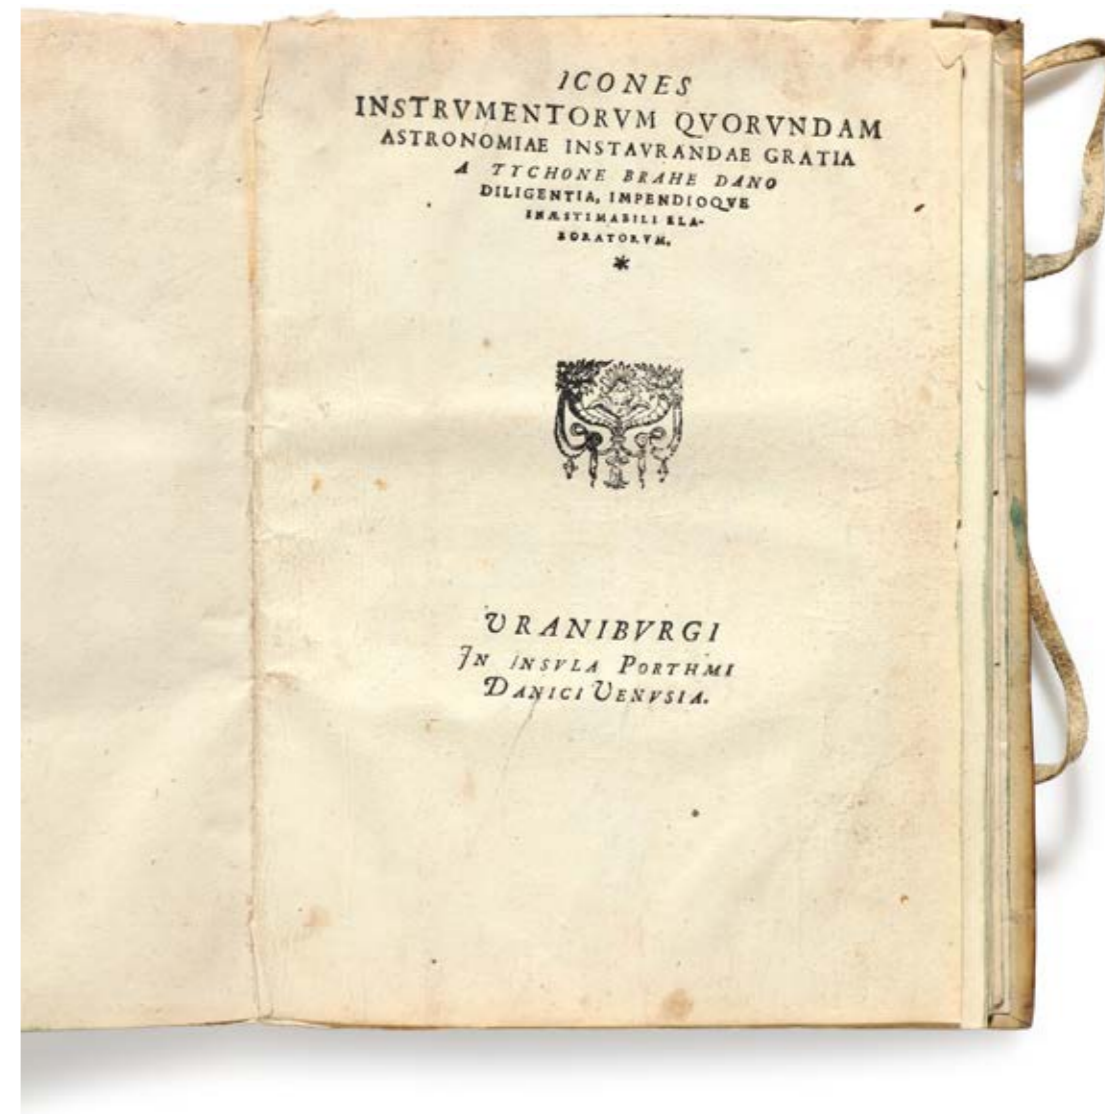 ICONES
INSTRVMENTORVM QVORVNDAM
ASTRONOMIAE INSTAVRANDAE GRATIA
A TYCHONE BRAHE DANO
DILIGENTIA, IMPENDIOQVE
INÆSTIMABILI ELA-
BORATORVM.
*
VRANIBVRGI
IN INSVLA PORTHMI
DANICI VENVSIA.